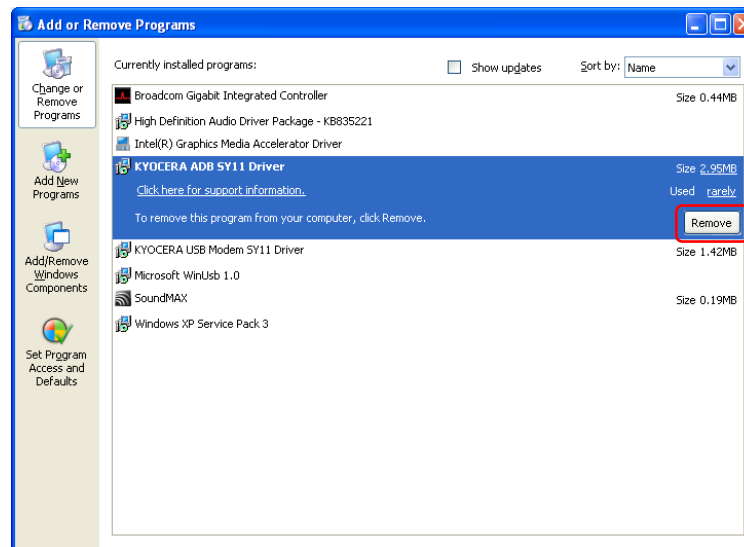 Add or Remove Programs
Change or
Remove
Programs
Add New
Programs
Add/Remove
Windows
Components
Set Program
Access and
Defaults
Currently installed programs:
Show updates
Sort by: Name
Broadcom Gigabit Integrated Controller Size 0.44MB
High Definition Audio Driver Package - KB835221
Intel(R) Graphics Media Accelerator Driver
KYOCERA ADB SY11 Driver Size 2.95MB
Click here for support information. Used rarely
To remove this program from your computer, click Remove. Remove
KYOCERA USB Modem SY11 Driver Size 1.42MB
Microsoft WinUsb 1.0
SoundMAX Size 0.19MB
Windows XP Service Pack 3